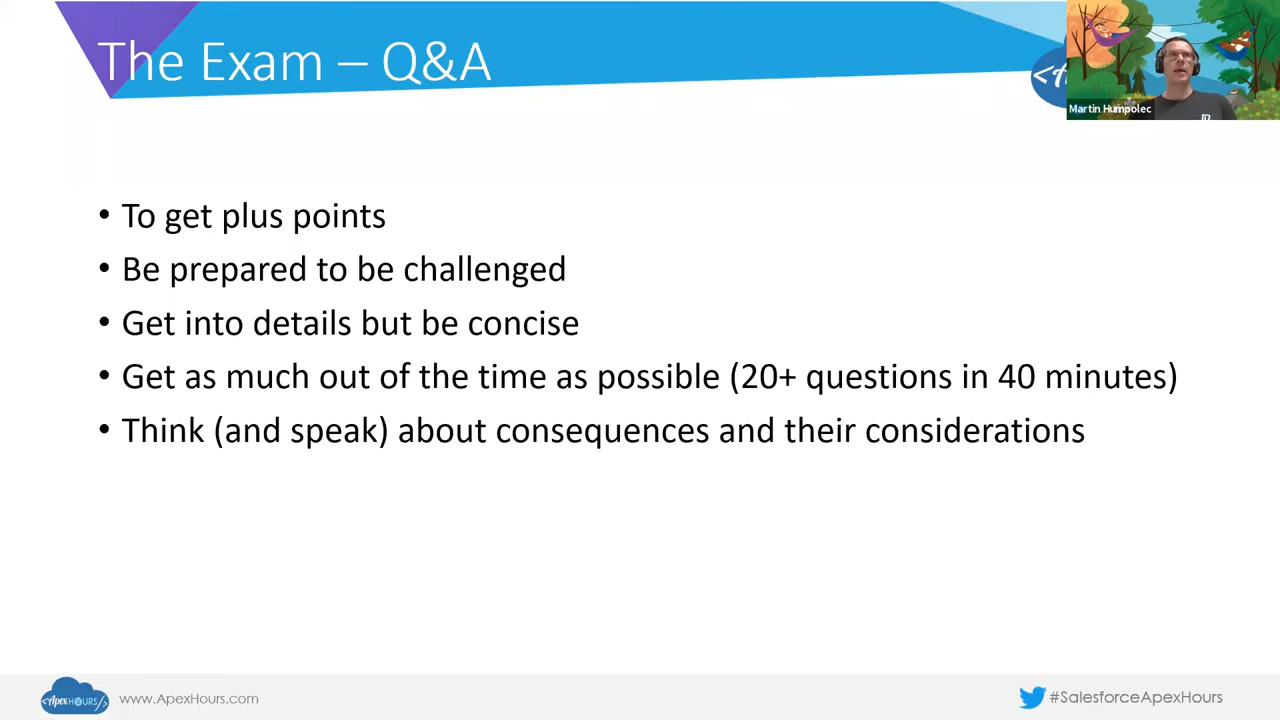 The Exam – Q&A
Martin Humpolec
• To get plus points
• Be prepared to be challenged
• Get into details but be concise
• Get as much out of the time as possible (20+ questions in 40 minutes)
• Think (and speak) about consequences and their considerations
<ApexHOURS/>
www.ApexHours.com
#SalesforceApexHours